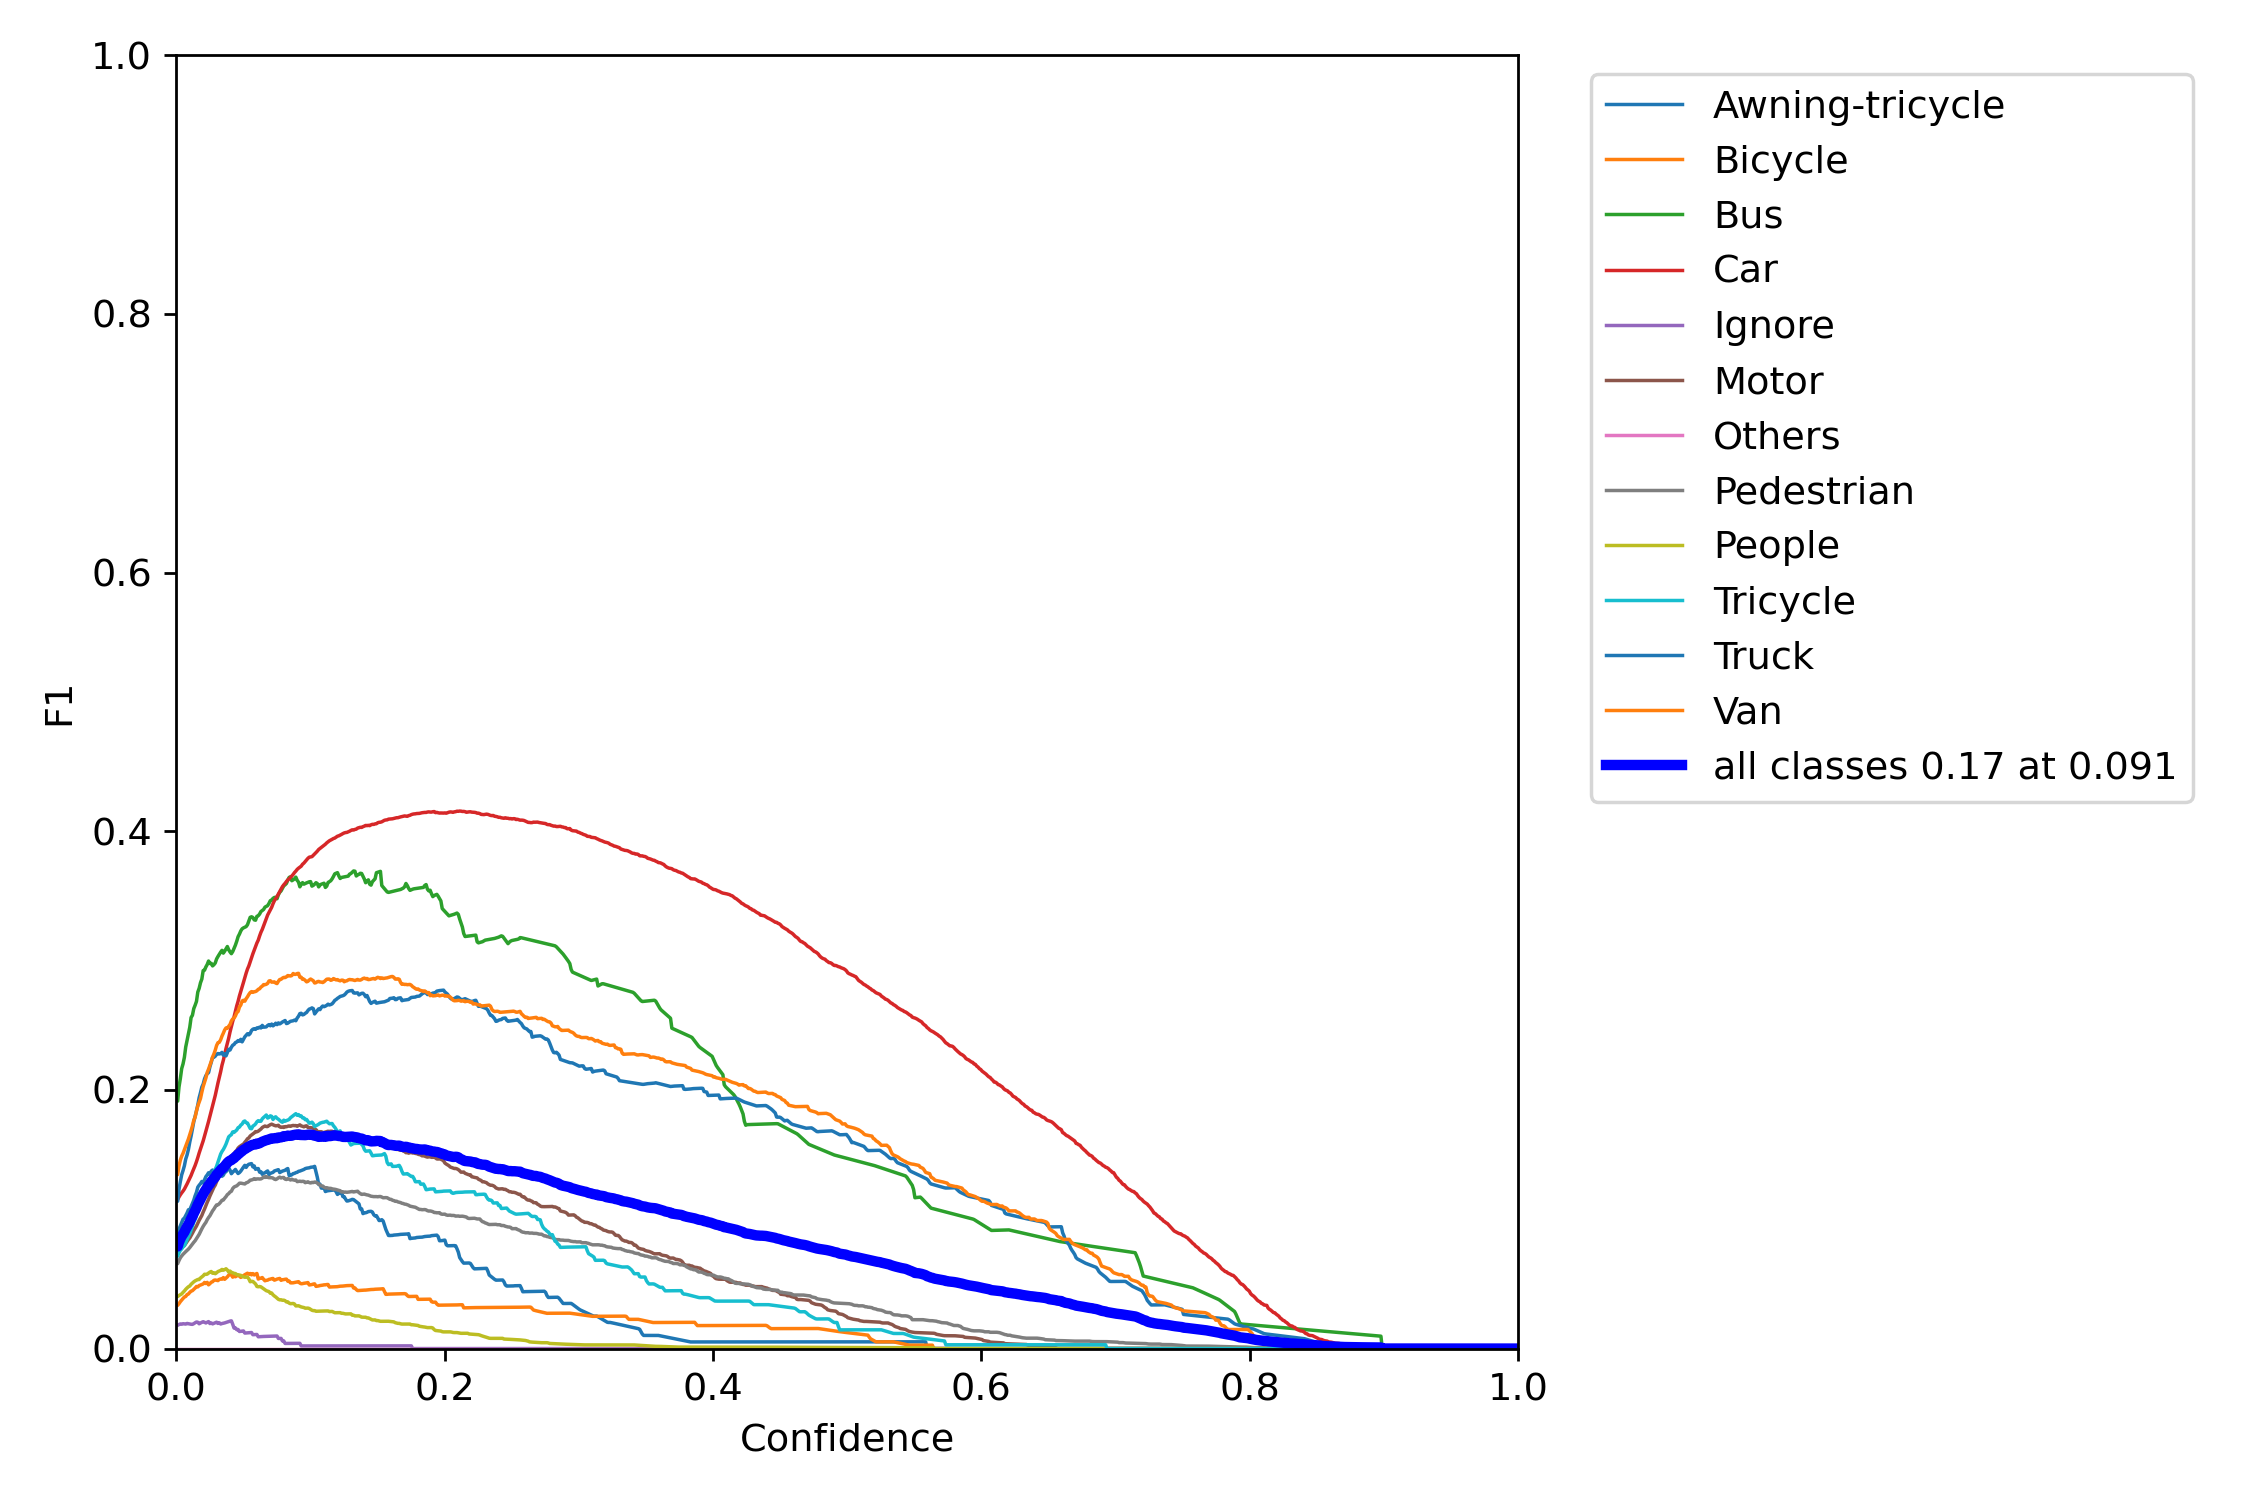 1.0
0.8
0.6
0.4
0.2
0.0
F1
0.0 0.2 0.4 0.6 0.8 1.0
Confidence
Awning-tricycle
Bicycle
Bus
Car
Ignore
Motor
Others
Pedestrian
People
Tricycle
Truck
Van
all classes 0.17 at 0.091